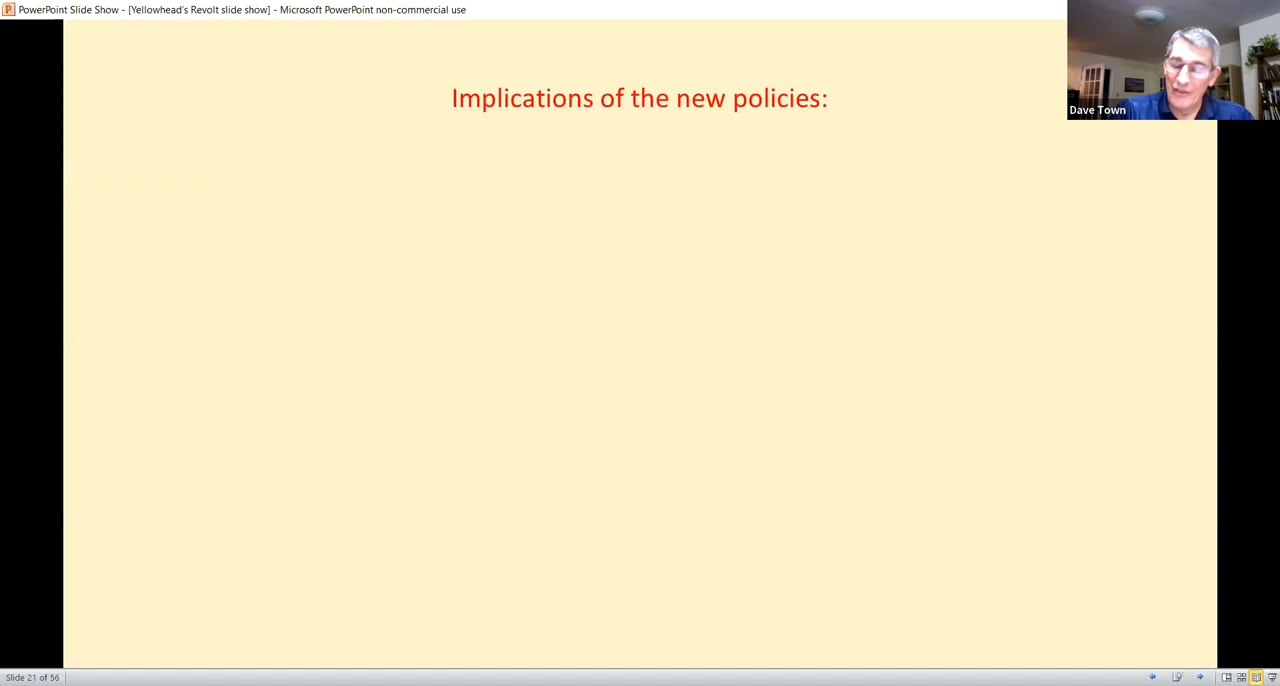 PowerPoint Slide Show - [Yellowhead's Revolt slide show] - Microsoft PowerPoint non-commercial use
Implications of the new policies:
Dave Town
Slide 21 of 56